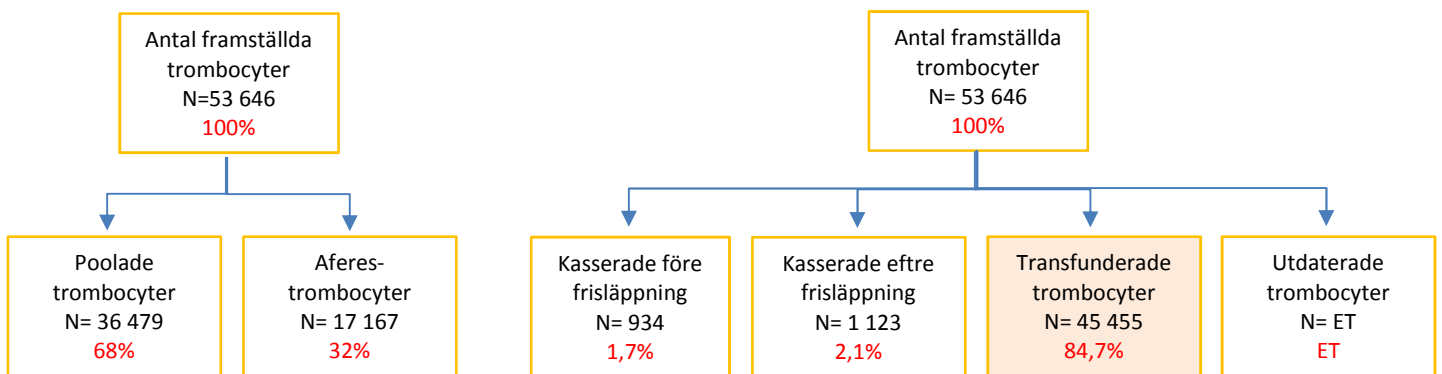 Antal framställda
trombocyter
N=53 646
100%
Antal framställda
trombocyter
N= 53 646
100%
Poolade
trombocyter
N= 36 479
68%
Aferes-
trombocyter
N= 17 167
32%
Kasserade före
frisläppning
N= 934
1,7%
Kasserade eftre
frisläppning
N= 1 123
2,1%
Transfunderade
trombocyter
N= 45 455
84,7%
Utdaterade
trombocyter
N= ET
ET